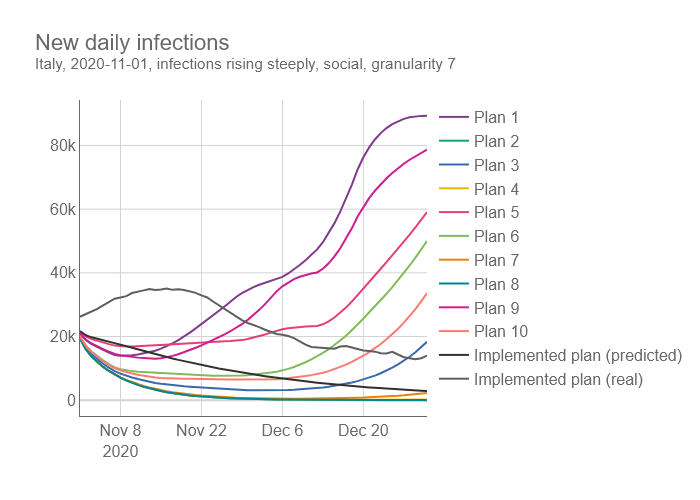 New daily infections
Italy, 2020-11-01, infections rising steeply, social, granularity 7
80k
60k
40k
20k
0
Nov 8
2020
Nov 22
Dec 6
Dec 20
Plan 1
Plan 2
Plan 3
Plan 4
Plan 5
Plan 6
Plan 7
Plan 8
Plan 9
Plan 10
Implemented plan (predicted)
Implemented plan (real)